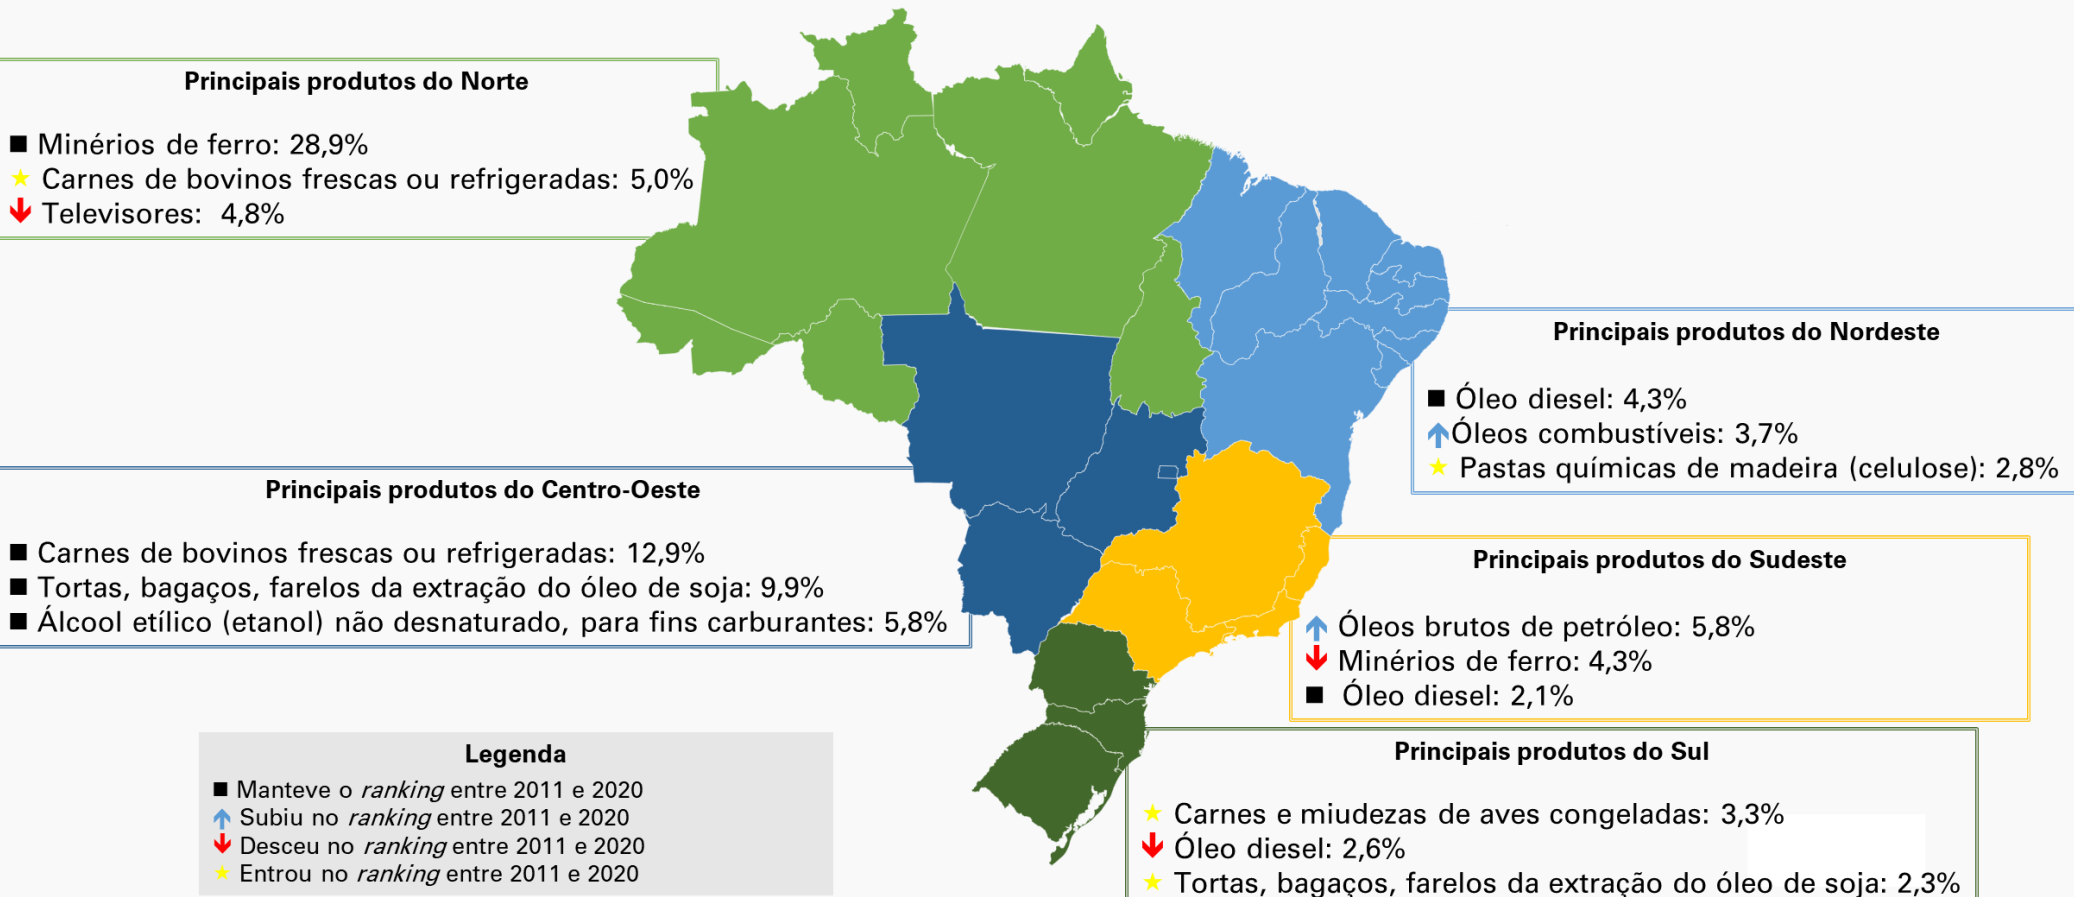 Principais produtos do Norte
■ Minérios de ferro: 28,9%
★ Carnes de bovinos frescas ou refrigeradas: 5,0%
↓ Televisores: 4,8%
Principais produtos do Nordeste
■ Óleo diesel: 4,3%
↑ Óleos combustíveis: 3,7%
★ Pastas químicas de madeira (celulose): 2,8%
Principais produtos do Centro-Oeste
■ Carnes de bovinos frescas ou refrigeradas: 12,9%
■ Tortas, bagaços, farelos da extração do óleo de soja: 9,9%
■ Álcool etílico (etanol) não desnaturado, para fins carburantes: 5,8%
Principais produtos do Sudeste
↑ Óleos brutos de petróleo: 5,8%
↓ Minérios de ferro: 4,3%
■ Óleo diesel: 2,1%
Principais produtos do Sul
★ Carnes e miudezas de aves congeladas: 3,3%
↓ Óleo diesel: 2,6%
★ Tortas, bagaços, farelos da extração do óleo de soja: 2,3%
Legenda
■ Manteve o ranking entre 2011 e 2020
↑ Subiu no ranking entre 2011 e 2020
↓ Desceu no ranking entre 2011 e 2020
★ Entrou no ranking entre 2011 e 2020